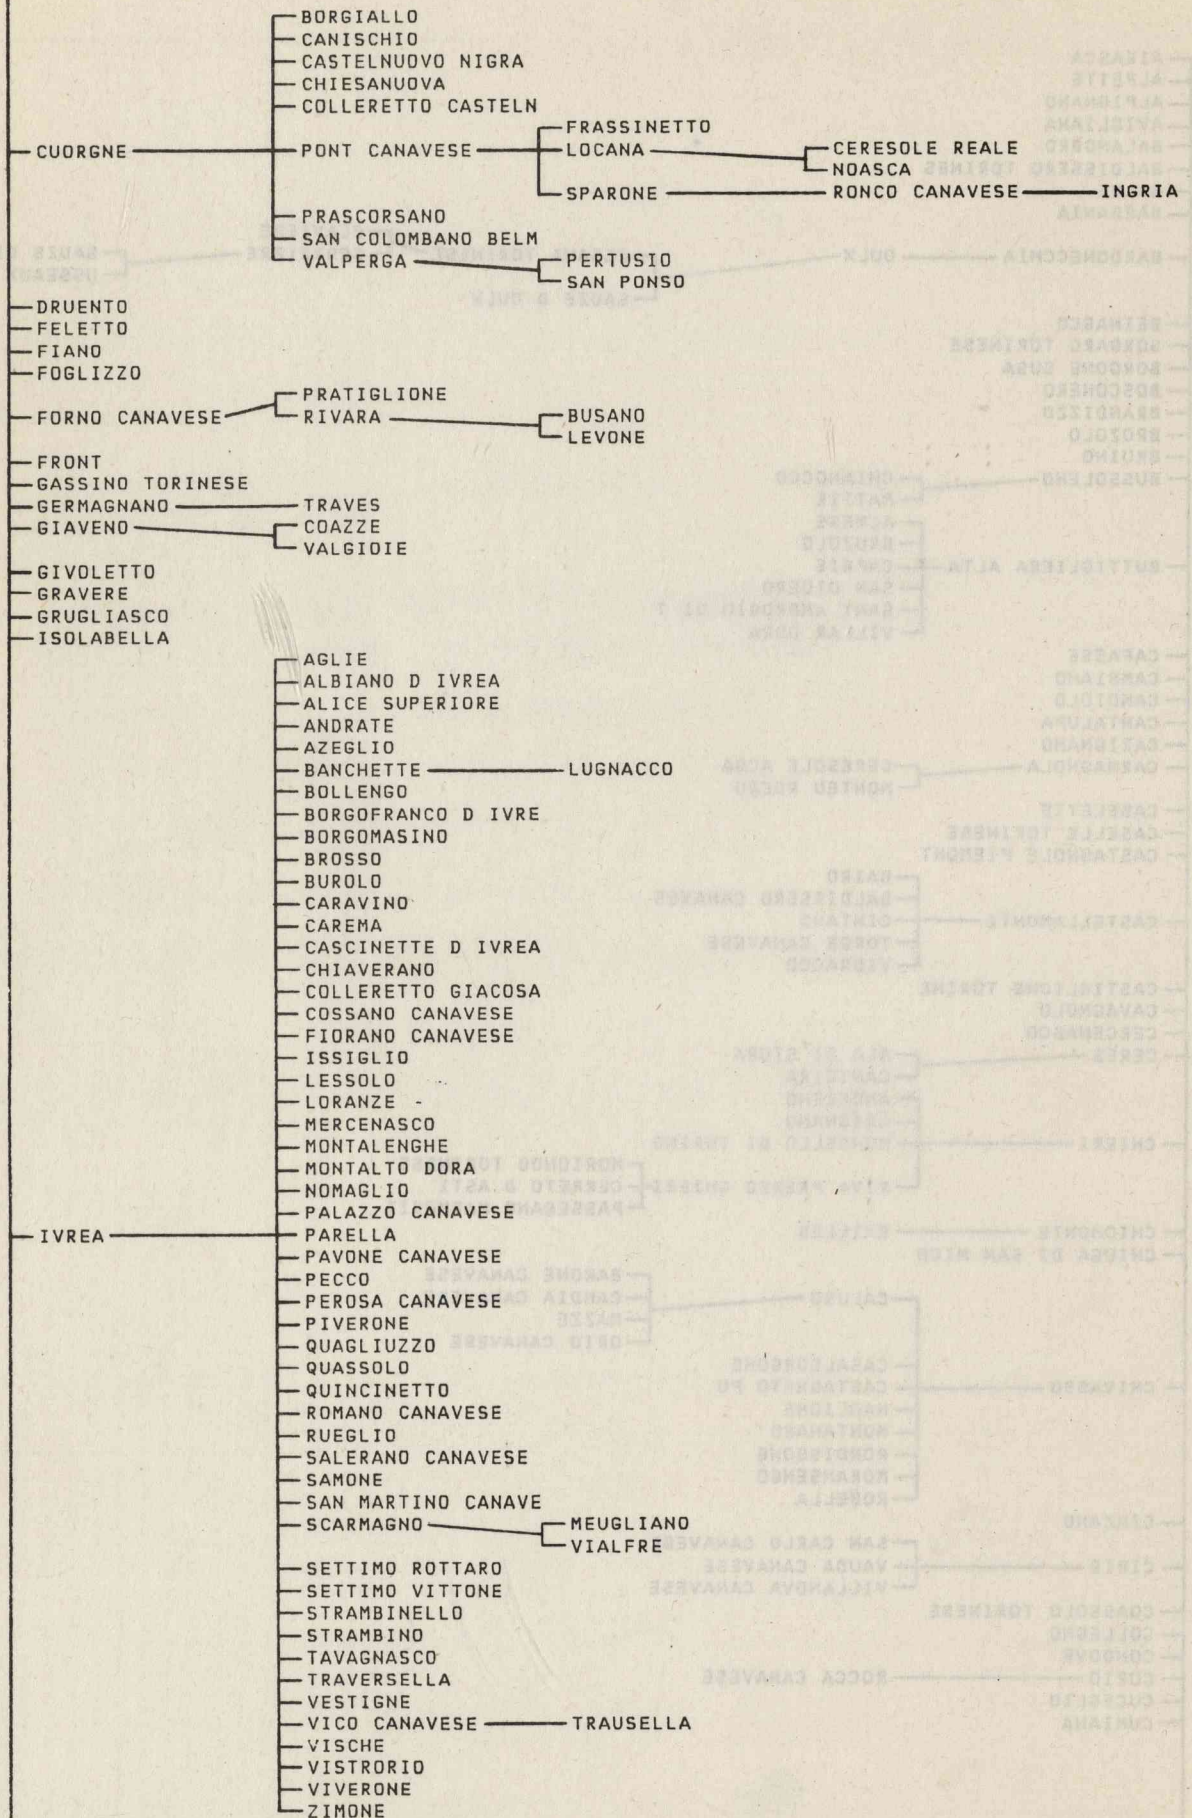 BORGIALLO
CANISCHIO
CASTELNUOVO NIGRA
CHIESANUOVA
COLLERETTO CASTELN
FRASSINETTO
CUORGNE PONT CANAVESE LOCANA CERESOLE REALE
NOASCA
SPARONE RONCO CANAVESE INGRIA
PRASCORSANO
SAN COLOMBANO BELM
VALPERGA PERTUSIO
SAN PONSO
DRUENTO
FELETTO
FIANO
FOGLIZZO
PRATIGLIONE
FORNO CANAVESE RIVARA BUSANO
LEVONE
FRONT
GASSINO TORINESE
GERMAGNANO TRAVES
GIAVENO COAZZE
VALGIOIE
GIVOLETTO
GRAVERE
GRUGLIASCO
ISOLABELLA
AGLIE
ALBIANO D IVREA
ALICE SUPERIORE
ANDRATE
AZEGLIO
BANCHETTE LUGNACCO
BOLLENGO
BORGOFRANCO D IVRE
BORGOMASINO
BROSSO
BUROLO
CARAVINO
CAREMA
CASCINETTE D IVREA
CHIAVERANO
COLLERETTO GIACOSA
COSSANO CANAVESE
FIORANO CANAVESE
ISSIGLIO
LESSOLO
LORANZE -
MERCENASCO
MONTALENGHE
MONTALTO DORA
NOMAGLIO
PALAZZO CANAVESE
IVREA PARELLA
PAVONE CANAVESE
PECCO
PEROSA CANAVESE
PIVERONE
QUAGLIUZZO
QUASSOLO
QUINCINETTO
ROMANO CANAVESE
RUEGLIO
SALERANO CANAVESE
SAMONE
SAN MARTINO CANAVE
SCARMAGNO MEUGLIANO
VIALFRE
SETTIMO ROTTARO
SETTIMO VITTONE
STRAMBINELLO
STRAMBINO
TAVAGNASCO
TRAVERSELLA
VESTIGNE
VICO CANAVESE TRAUSELLA
VISCHE
VISTRORIO
VIVERONE
ZIMONE